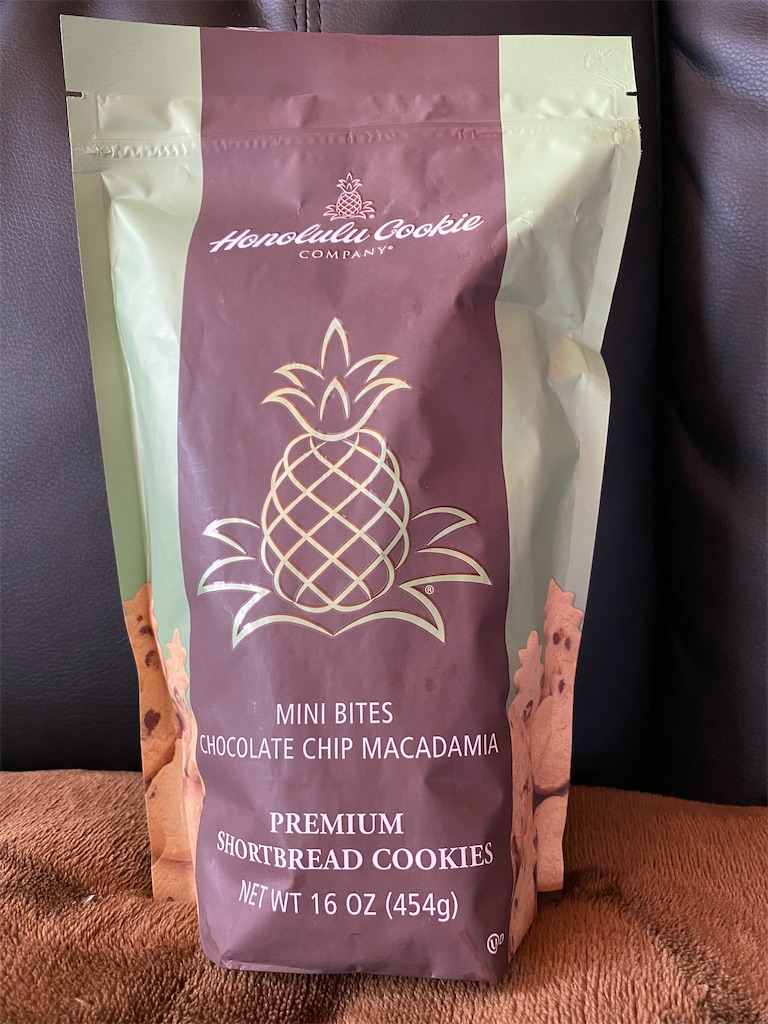 Honolulu Cookie
COMPANY®
®
MINI BITES
CHOCOLATE CHIP MACADAMIA
PREMIUM
SHORTBREAD COOKIES
NET WT 16 OZ (454g)
U D